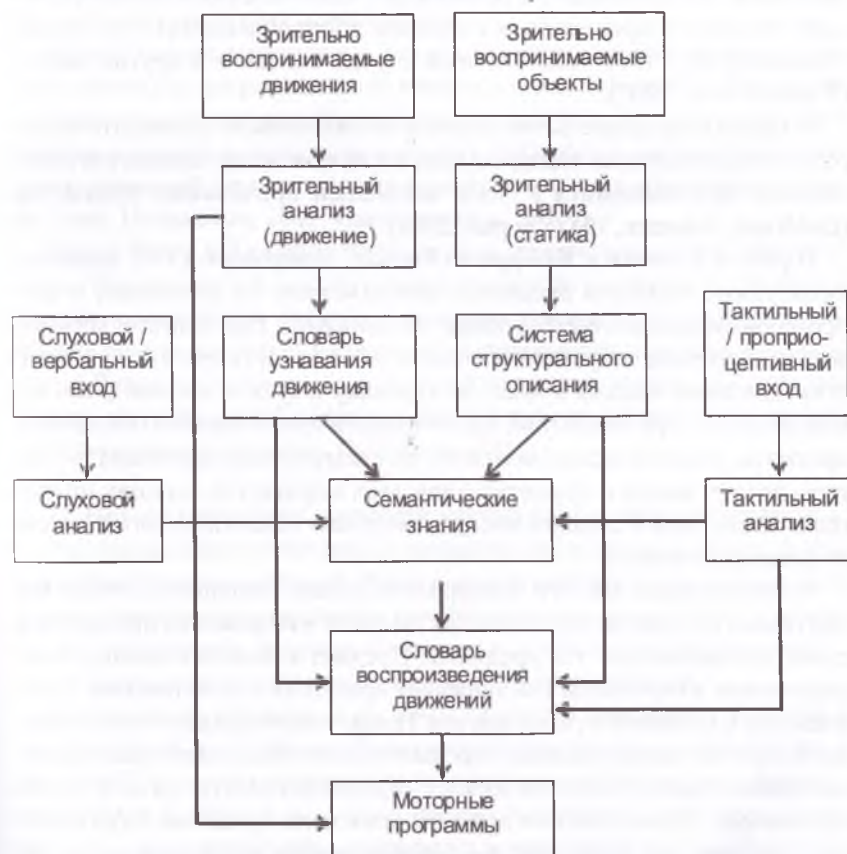 Зрительно
воспринимаемые
движения
Зрительно
воспринимаемые
объекты
Зрительный
анализ
(движение)
Зрительный
анализ
(статика)
Слуховой /
вербальный
вход
Словарь
узнавания
движения
Система
структурального
описания
Тактильный
/ проприо-
цептивный
вход
Слуховой
анализ
Семантические
знания
Тактильный
анализ
Словарь
воспроизведения
движений
Моторные
программы